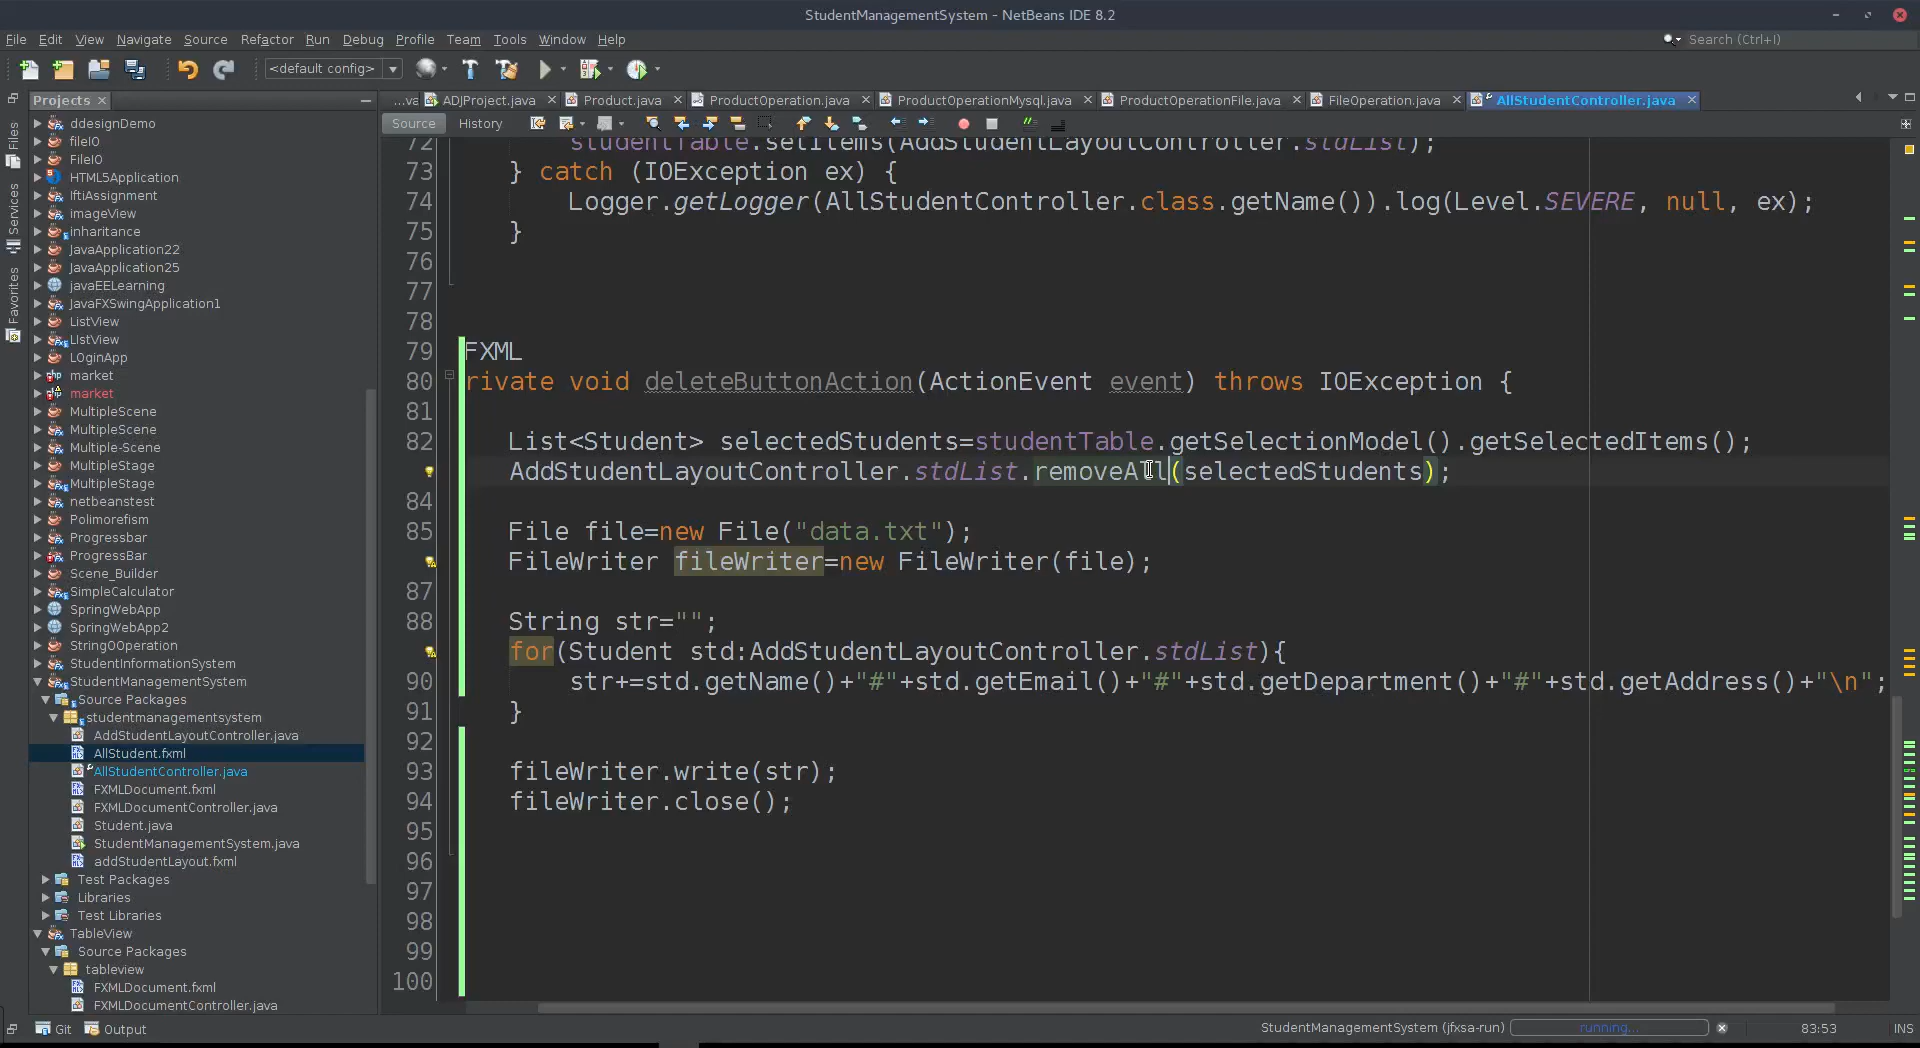 StudentManagementSystem - NetBeans IDE 8.2
File Edit View Navigate Source Refactor Run Debug Profile Team Tools Window Help
Search (Ctrl+I)
<default config>
Projects
...va ADJProject.java Product.java ProductOperation.java ProductOperationMysql.java ProductOperationFile.java FileOperation.java AllStudentController.java
Source History
Files
Services
Favorites
ddesignDemo
fileIO
FileIO
HTML5Application
IftiAssignment
imageView
inheritance
JavaApplication22
JavaApplication25
javaEELearning
JavaFXSwingApplication1
ListView
LIstView
LOginApp
market
market
MultipleScene
MultipleScene
Multiple-Scene
MultipleStage
MultipleStage
netbeanstest
Polimorefism
Progressbar
ProgressBar
Scene_Builder
SimpleCalculator
SpringWebApp
SpringWebApp2
StringOOperation
StudentInformationSystem
StudentManagementSystem
Source Packages
studentmanagementsystem
AddStudentLayoutController.java
AllStudent.fxml
AllStudentController.java
FXMLDocument.fxml
FXMLDocumentController.java
Student.java
StudentManagementSystem.java
addStudentLayout.fxml
Test Packages
Libraries
Test Libraries
TableView
Source Packages
tableview
FXMLDocument.fxml
FXMLDocumentController.java
72 studentTable.setItems(AddStudentLayoutController.stdList);
73 } catch (IOException ex) {
74 Logger.getLogger(AllStudentController.class.getName()).log(Level.SEVERE, null, ex);
75 }
76
77
78
79 FXML
80 rivate void deleteButtonAction(ActionEvent event) throws IOException {
81
82 List<Student> selectedStudents=studentTable.getSelectionModel().getSelectedItems();
AddStudentLayoutController.stdList.removeAll(selectedStudents);
84
85 File file=new File("data.txt");
FileWriter fileWriter=new FileWriter(file);
87
88 String str="";
for(Student std:AddStudentLayoutController.stdList){
90 str+=std.getName()+"#"+std.getEmail()+"#"+std.getDepartment()+"#"+std.getAddress()+"\n";
91 }
92
93 fileWriter.write(str);
94 fileWriter.close();
95
96
97
98
99
100
Git Output
StudentManagementSystem (jfxsa-run) running... 83:53 INS